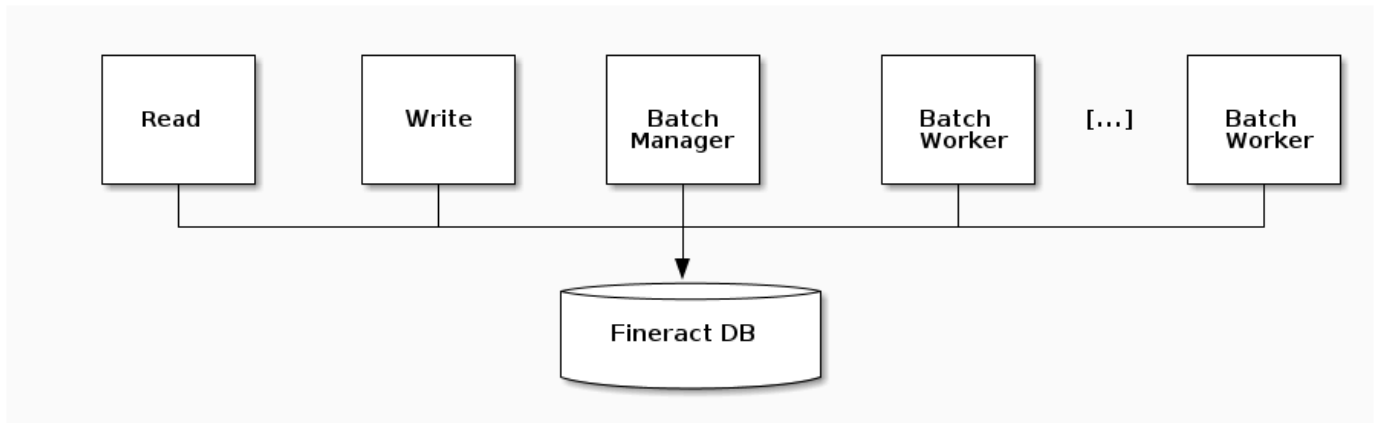 Read
Write
Batch
Manager
Batch
Worker
[...]
Batch
Worker
Fineract DB